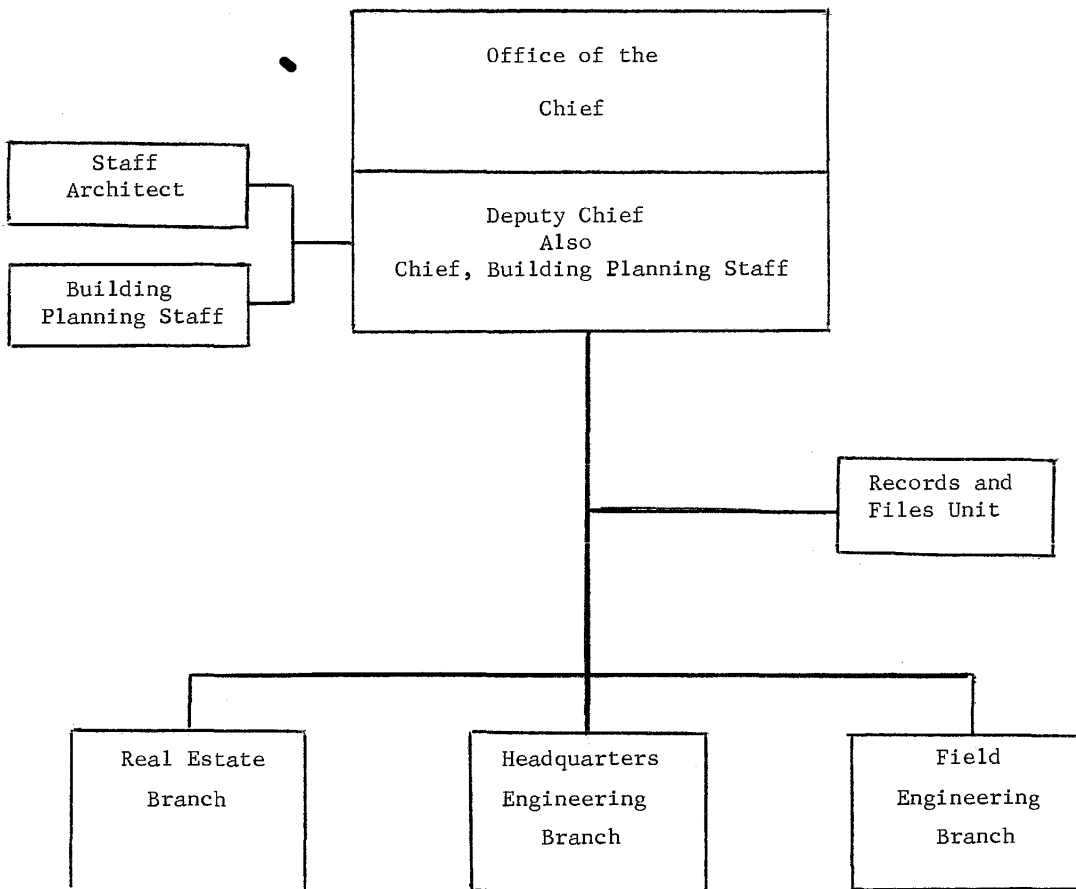 Office of the
Chief
Staff
Architect
Deputy Chief
Also
Chief, Building Planning Staff
Building
Planning Staff
Records and
Files Unit
Real Estate
Branch
Headquarters
Engineering
Branch
Field
Engineering
Branch